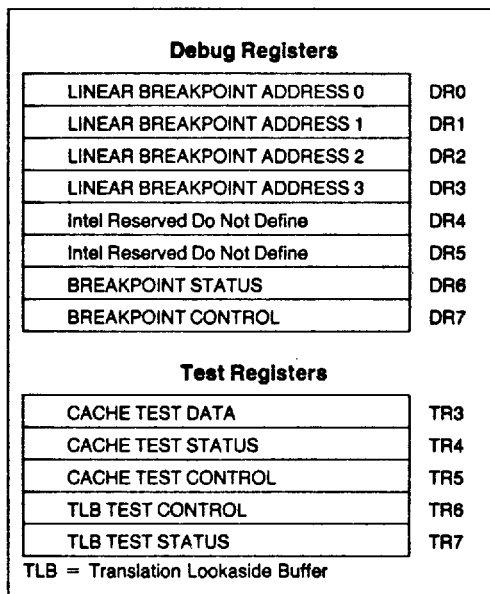 Debug Registers
LINEAR BREAKPOINT ADDRESS 0 DR0
LINEAR BREAKPOINT ADDRESS 1 DR1
LINEAR BREAKPOINT ADDRESS 2 DR2
LINEAR BREAKPOINT ADDRESS 3 DR3
Intel Reserved Do Not Define DR4
Intel Reserved Do Not Define DR5
BREAKPOINT STATUS DR6
BREAKPOINT CONTROL DR7
Test Registers
CACHE TEST DATA TR3
CACHE TEST STATUS TR4
CACHE TEST CONTROL TR5
TLB TEST CONTROL TR6
TLB TEST STATUS TR7
TLB = Translation Lookaside Buffer